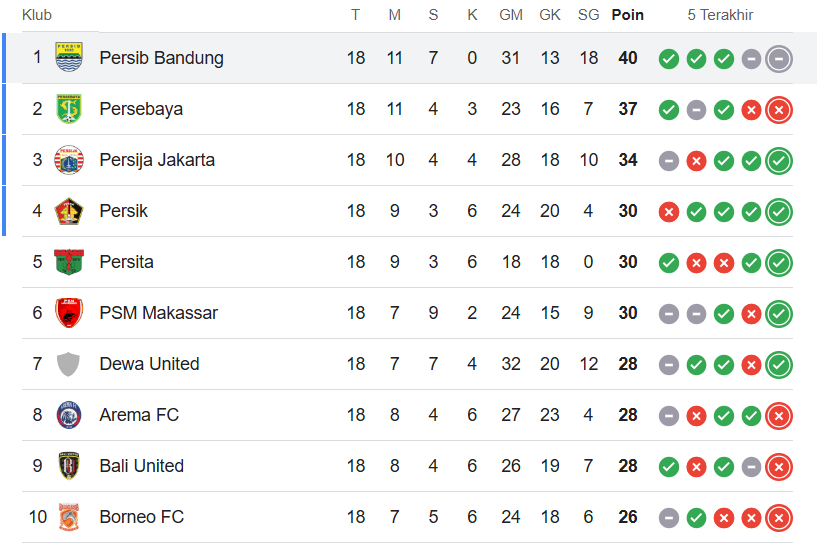 Klub T M S K GM GK SG Poin 5 Terakhir
1 Persib Bandung 18 11 7 0 31 13 18 40
2 Persebaya 18 11 4 3 23 16 7 37
3 Persija Jakarta 18 10 4 4 28 18 10 34
4 Persik 18 9 3 6 24 20 4 30
5 Persita 18 9 3 6 18 18 0 30
6 PSM Makassar 18 7 9 2 24 15 9 30
7 Dewa United 18 7 7 4 32 20 12 28
8 Arema FC 18 8 4 6 27 23 4 28
9 Bali United 18 8 4 6 26 19 7 28
10 Borneo FC 18 7 5 6 24 18 6 26